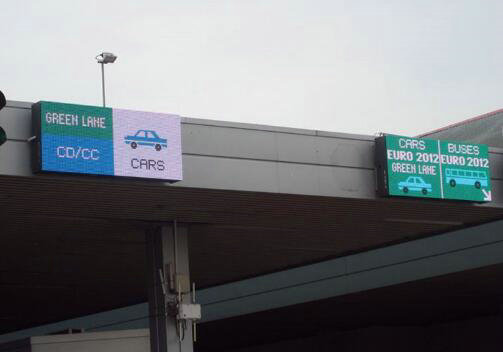 GREEN LANE
CD/CC
CARS
CARS
EURO 2012
GREEN LANE
BUSES
EURO 2012